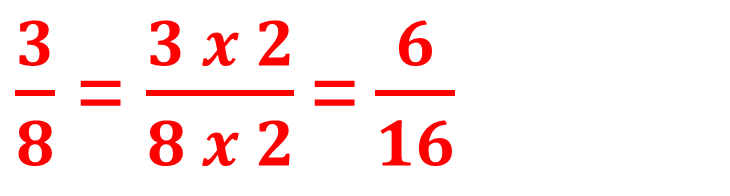 3/8 = 3 x 2/8 x 2 = 6/16